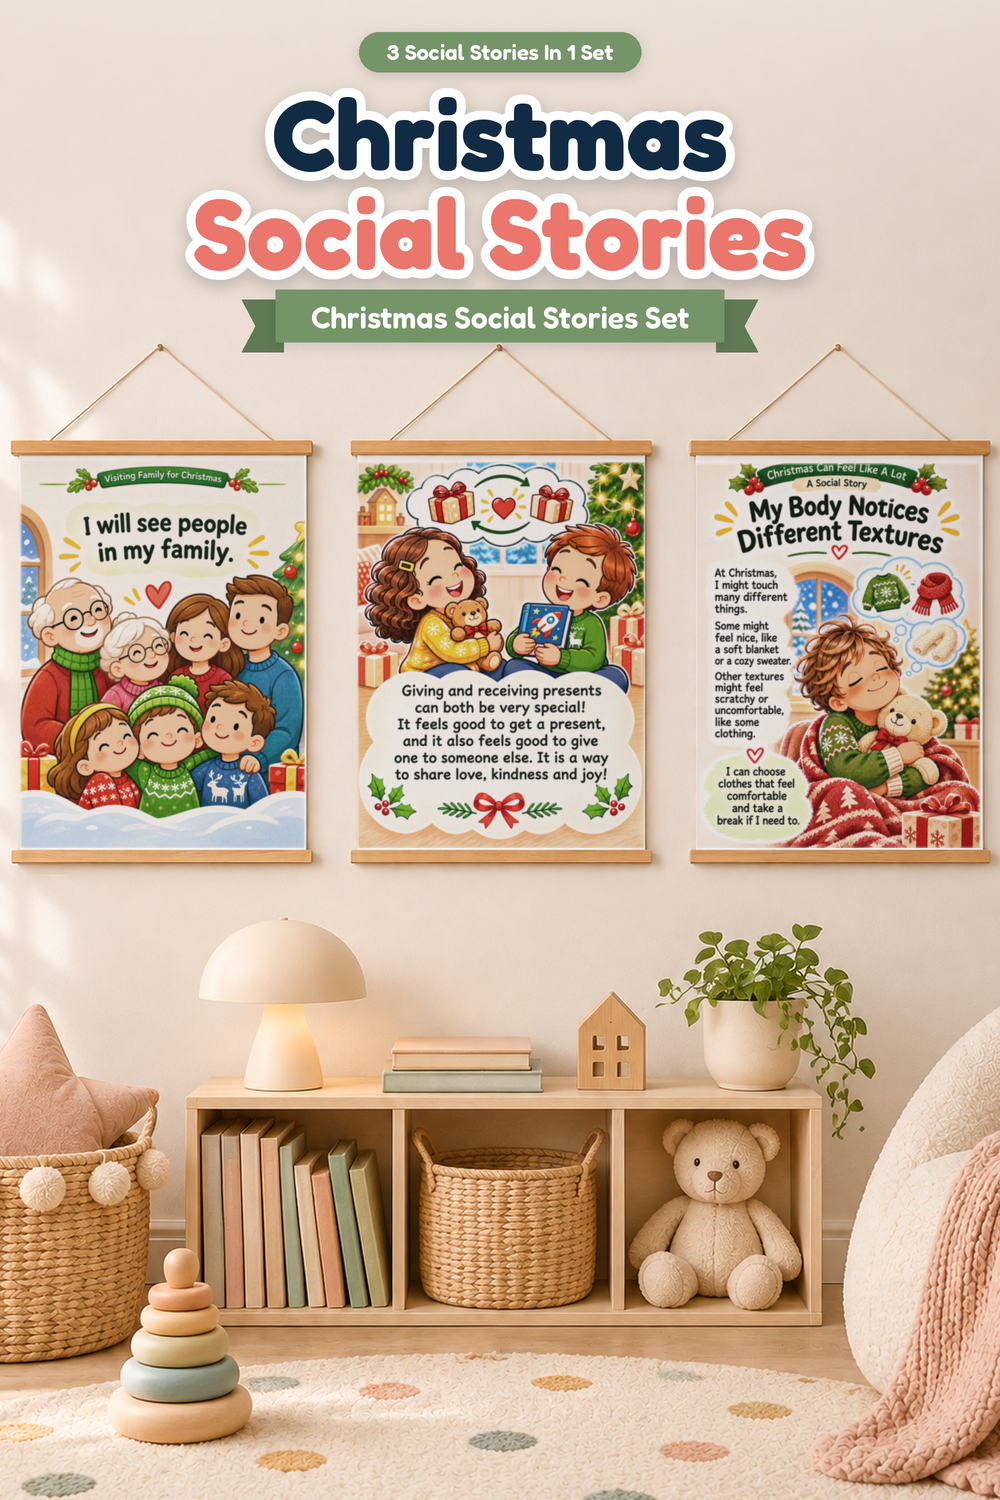 3 Social Stories In 1 Set
Christmas
Social Stories
Christmas Social Stories Set
Visiting Family for Christmas
I will see people
in my family.
Giving and receiving presents
can both be very special!
It feels good to get a present,
and it also feels good to give
one to someone else. It is a way
to share love, kindness and joy!
Christmas Can Feel Like A Lot
A Social Story
My Body Notices
Different Textures
At Christmas,
I might touch
many different
things.
Some might
feel nice, like
a soft blanket
or a cozy sweater.
Other textures
might feel
scratchy or
uncomfortable,
like some
clothing.
I can choose
clothes that feel
comfortable
and take a
break if I need to.